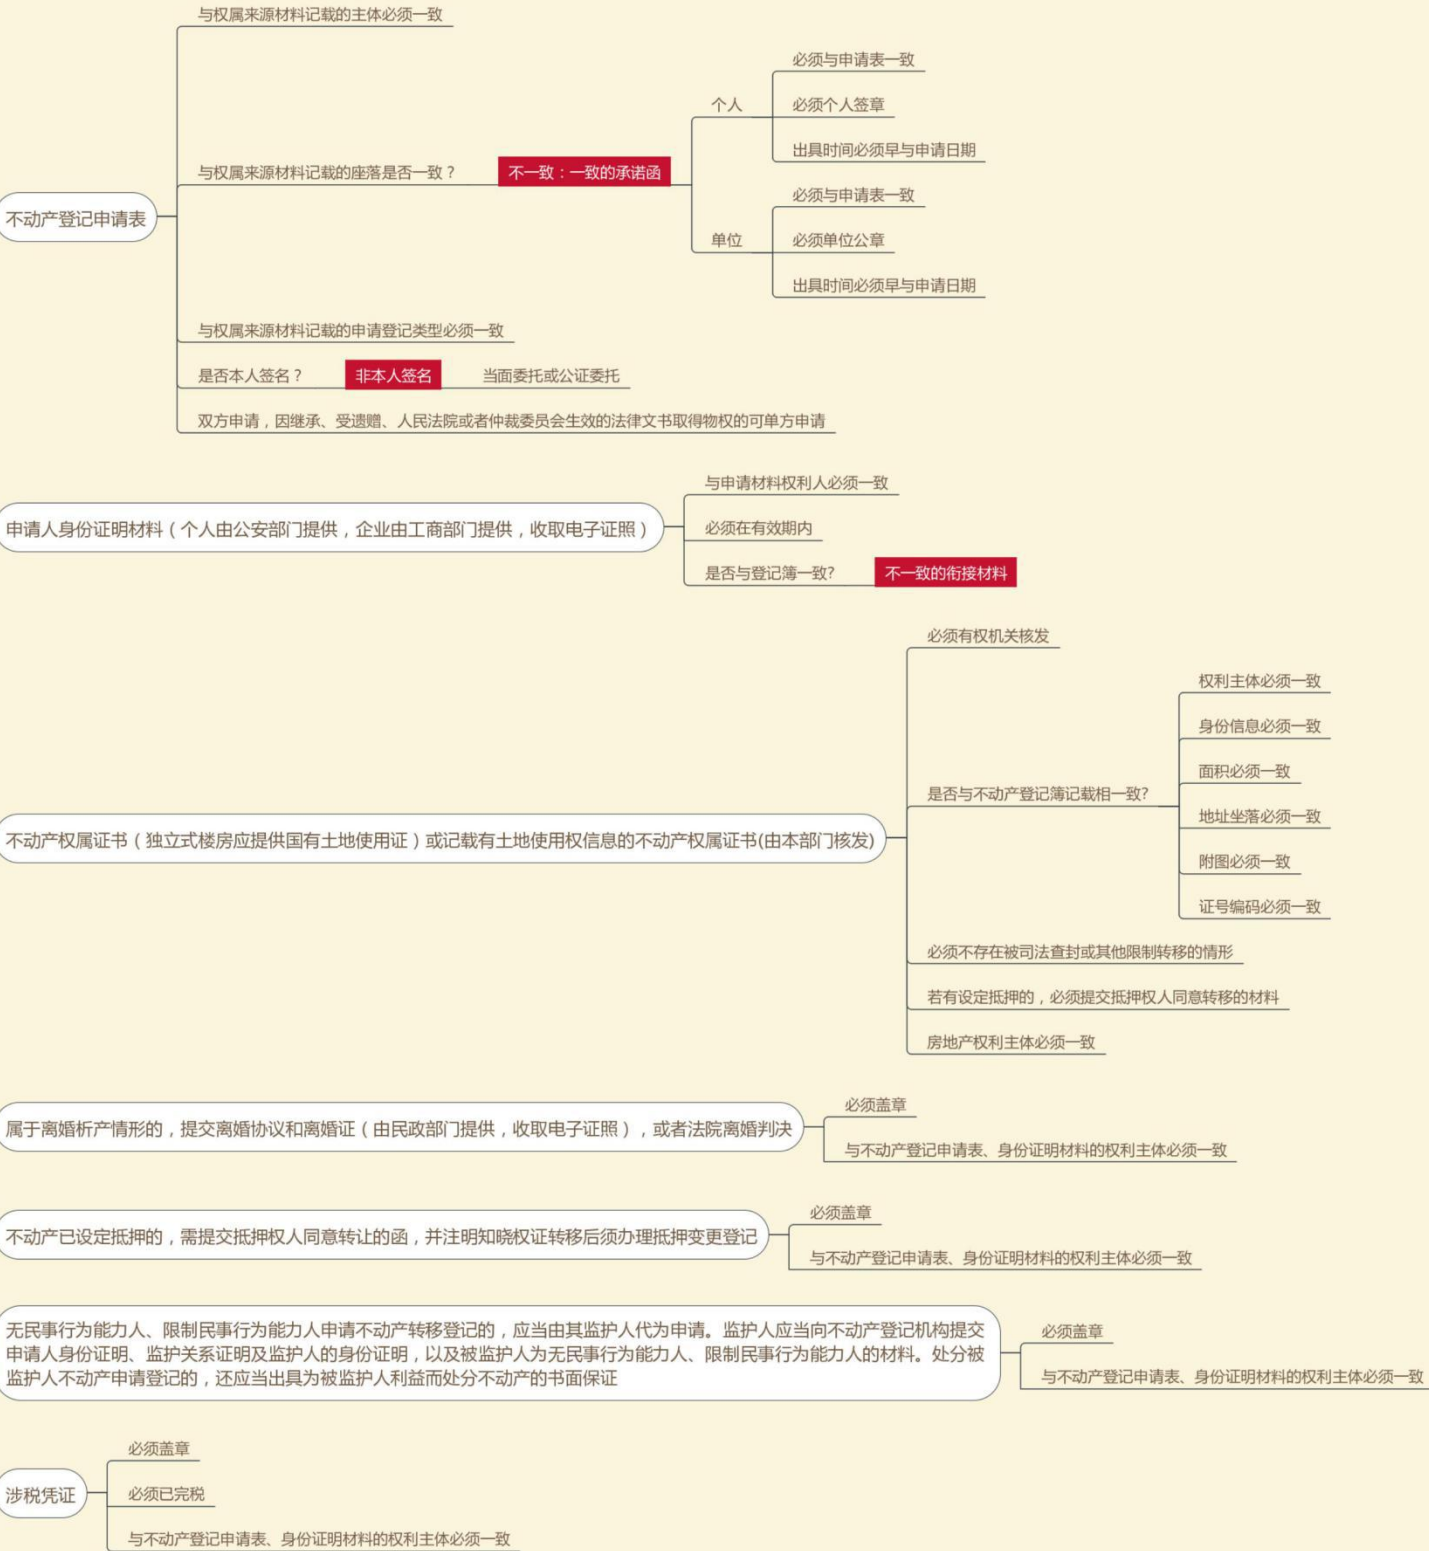 与权属来源材料记载的主体必须一致
必须与申请表一致
个人
必须个人签章
出具时间必须早与申请日期
与权属来源材料记载的座落是否一致？
不一致：一致的承诺函
必须与申请表一致
不动产登记申请表
单位
必须单位公章
出具时间必须早与申请日期
与权属来源材料记载的申请登记类型必须一致
是否本人签名？
非本人签名
当面委托或公证委托
双方申请，因继承、受遗赠、人民法院或者仲裁委员会生效的法律文书取得物权的可单方申请
与申请材料权利人必须一致
申请人身份证明材料（个人由公安部门提供，企业由工商部门提供，收取电子证照）
必须在有效期内
是否与登记簿一致?
不一致的衔接材料
必须有权机关核发
权利主体必须一致
身份信息必须一致
面积必须一致
是否与不动产登记簿记载相一致?
地址坐落必须一致
不动产权属证书（独立式楼房应提供国有土地使用证）或记载有土地使用权信息的不动产权属证书(由本部门核发)
附图必须一致
证号编码必须一致
必须不存在被司法查封或其他限制转移的情形
若有设定抵押的，必须提交抵押权人同意转移的材料
房地产权利主体必须一致
必须盖章
属于离婚析产情形的，提交离婚协议和离婚证（由民政部门提供，收取电子证照），或者法院离婚判决
与不动产登记申请表、身份证明材料的权利主体必须一致
必须盖章
不动产已设定抵押的，需提交抵押权人同意转让的函，并注明知晓权证转移后须办理抵押变更登记
与不动产登记申请表、身份证明材料的权利主体必须一致
无民事行为能力人、限制民事行为能力人申请不动产转移登记的，应当由其监护人代为申请。监护人应当向不动产登记机构提交
申请人身份证明、监护关系证明及监护人的身份证明，以及被监护人为无民事行为能力人、限制民事行为能力人的材料。处分被
监护人不动产申请登记的，还应当出具为被监护人利益而处分不动产的书面保证
必须盖章
与不动产登记申请表、身份证明材料的权利主体必须一致
必须盖章
涉税凭证
必须已完税
与不动产登记申请表、身份证明材料的权利主体必须一致